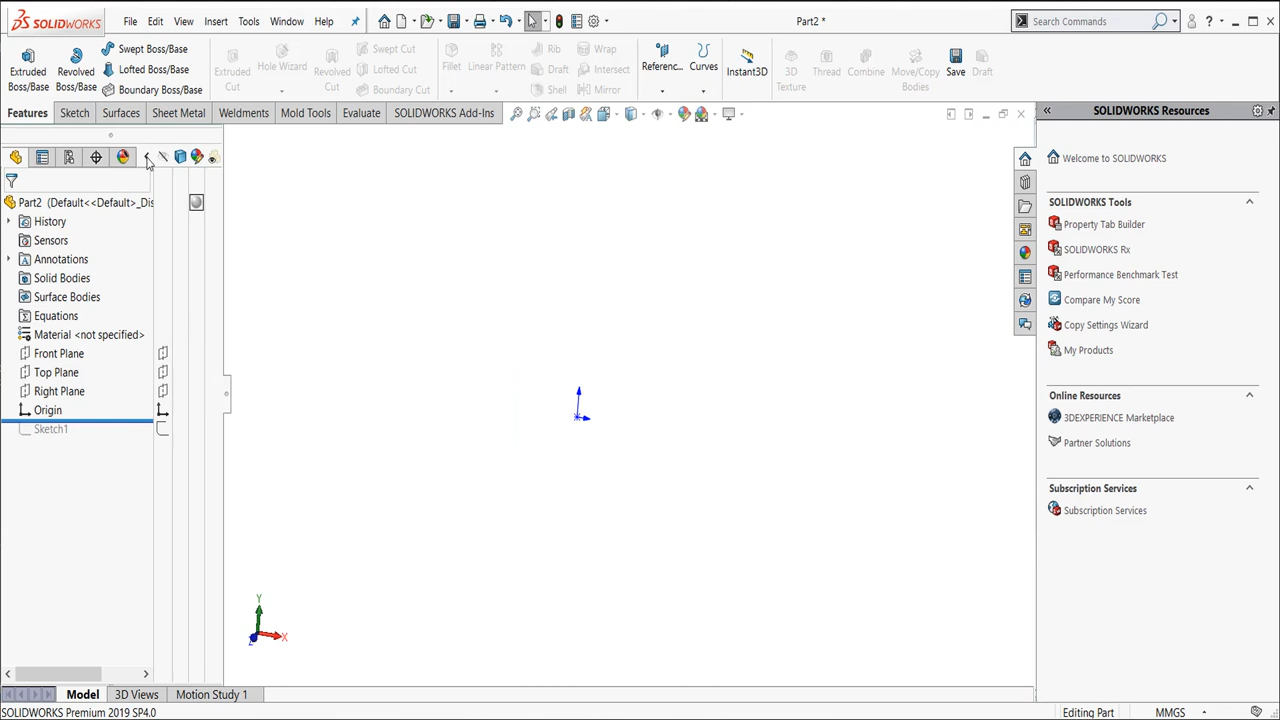 SOLIDWORKS File Edit View Insert Tools Window Help Part2 * Search Commands
Extruded Boss/Base Revolved Boss/Base Swept Boss/Base Lofted Boss/Base Boundary Boss/Base Extruded Cut Hole Wizard Revolved Cut Swept Cut Lofted Cut Boundary Cut Fillet Linear Pattern Rib Draft Shell Wrap Intersect Mirror Referenc... Curves Instant3D 3D Texture Thread Combine Move/Copy Bodies Save Draft
Features Sketch Surfaces Sheet Metal Weldments Mold Tools Evaluate SOLIDWORKS Add-Ins
Part2 (Default<<Default>_Dis
History
Sensors
Annotations
Solid Bodies
Surface Bodies
Equations
Material <not specified>
Front Plane
Top Plane
Right Plane
Origin
Sketch1
Y
X
Z
SOLIDWORKS Resources
Welcome to SOLIDWORKS
SOLIDWORKS Tools
Property Tab Builder
SOLIDWORKS Rx
Performance Benchmark Test
Compare My Score
Copy Settings Wizard
My Products
Online Resources
3DEXPERIENCE Marketplace
Partner Solutions
Subscription Services
Subscription Services
Model 3D Views Motion Study 1
SOLIDWORKS Premium 2019 SP4.0 Editing Part MMGS